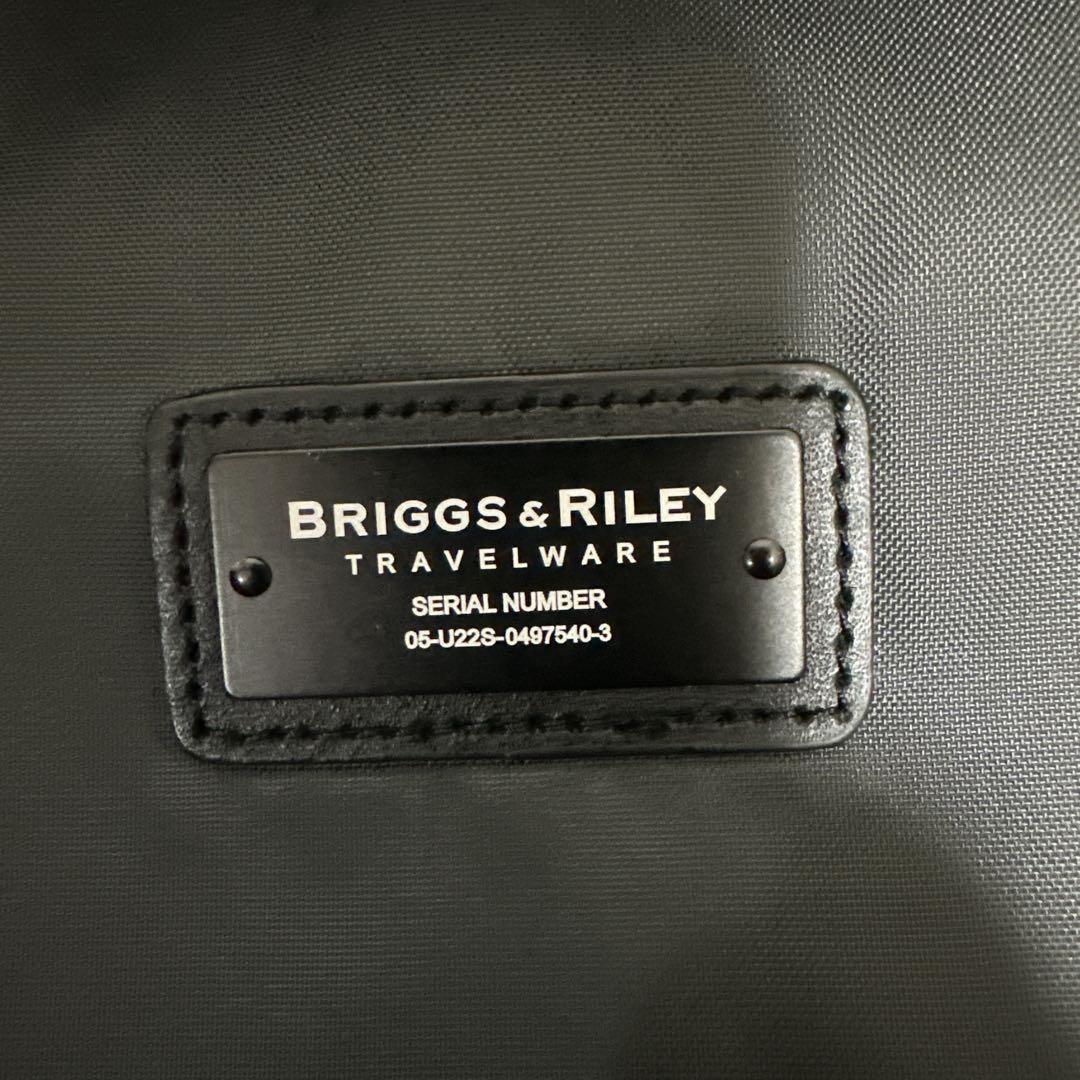 BRIGGS & RILEY
TRAVELWARE
SERIAL NUMBER
05-U22S-0497540-3